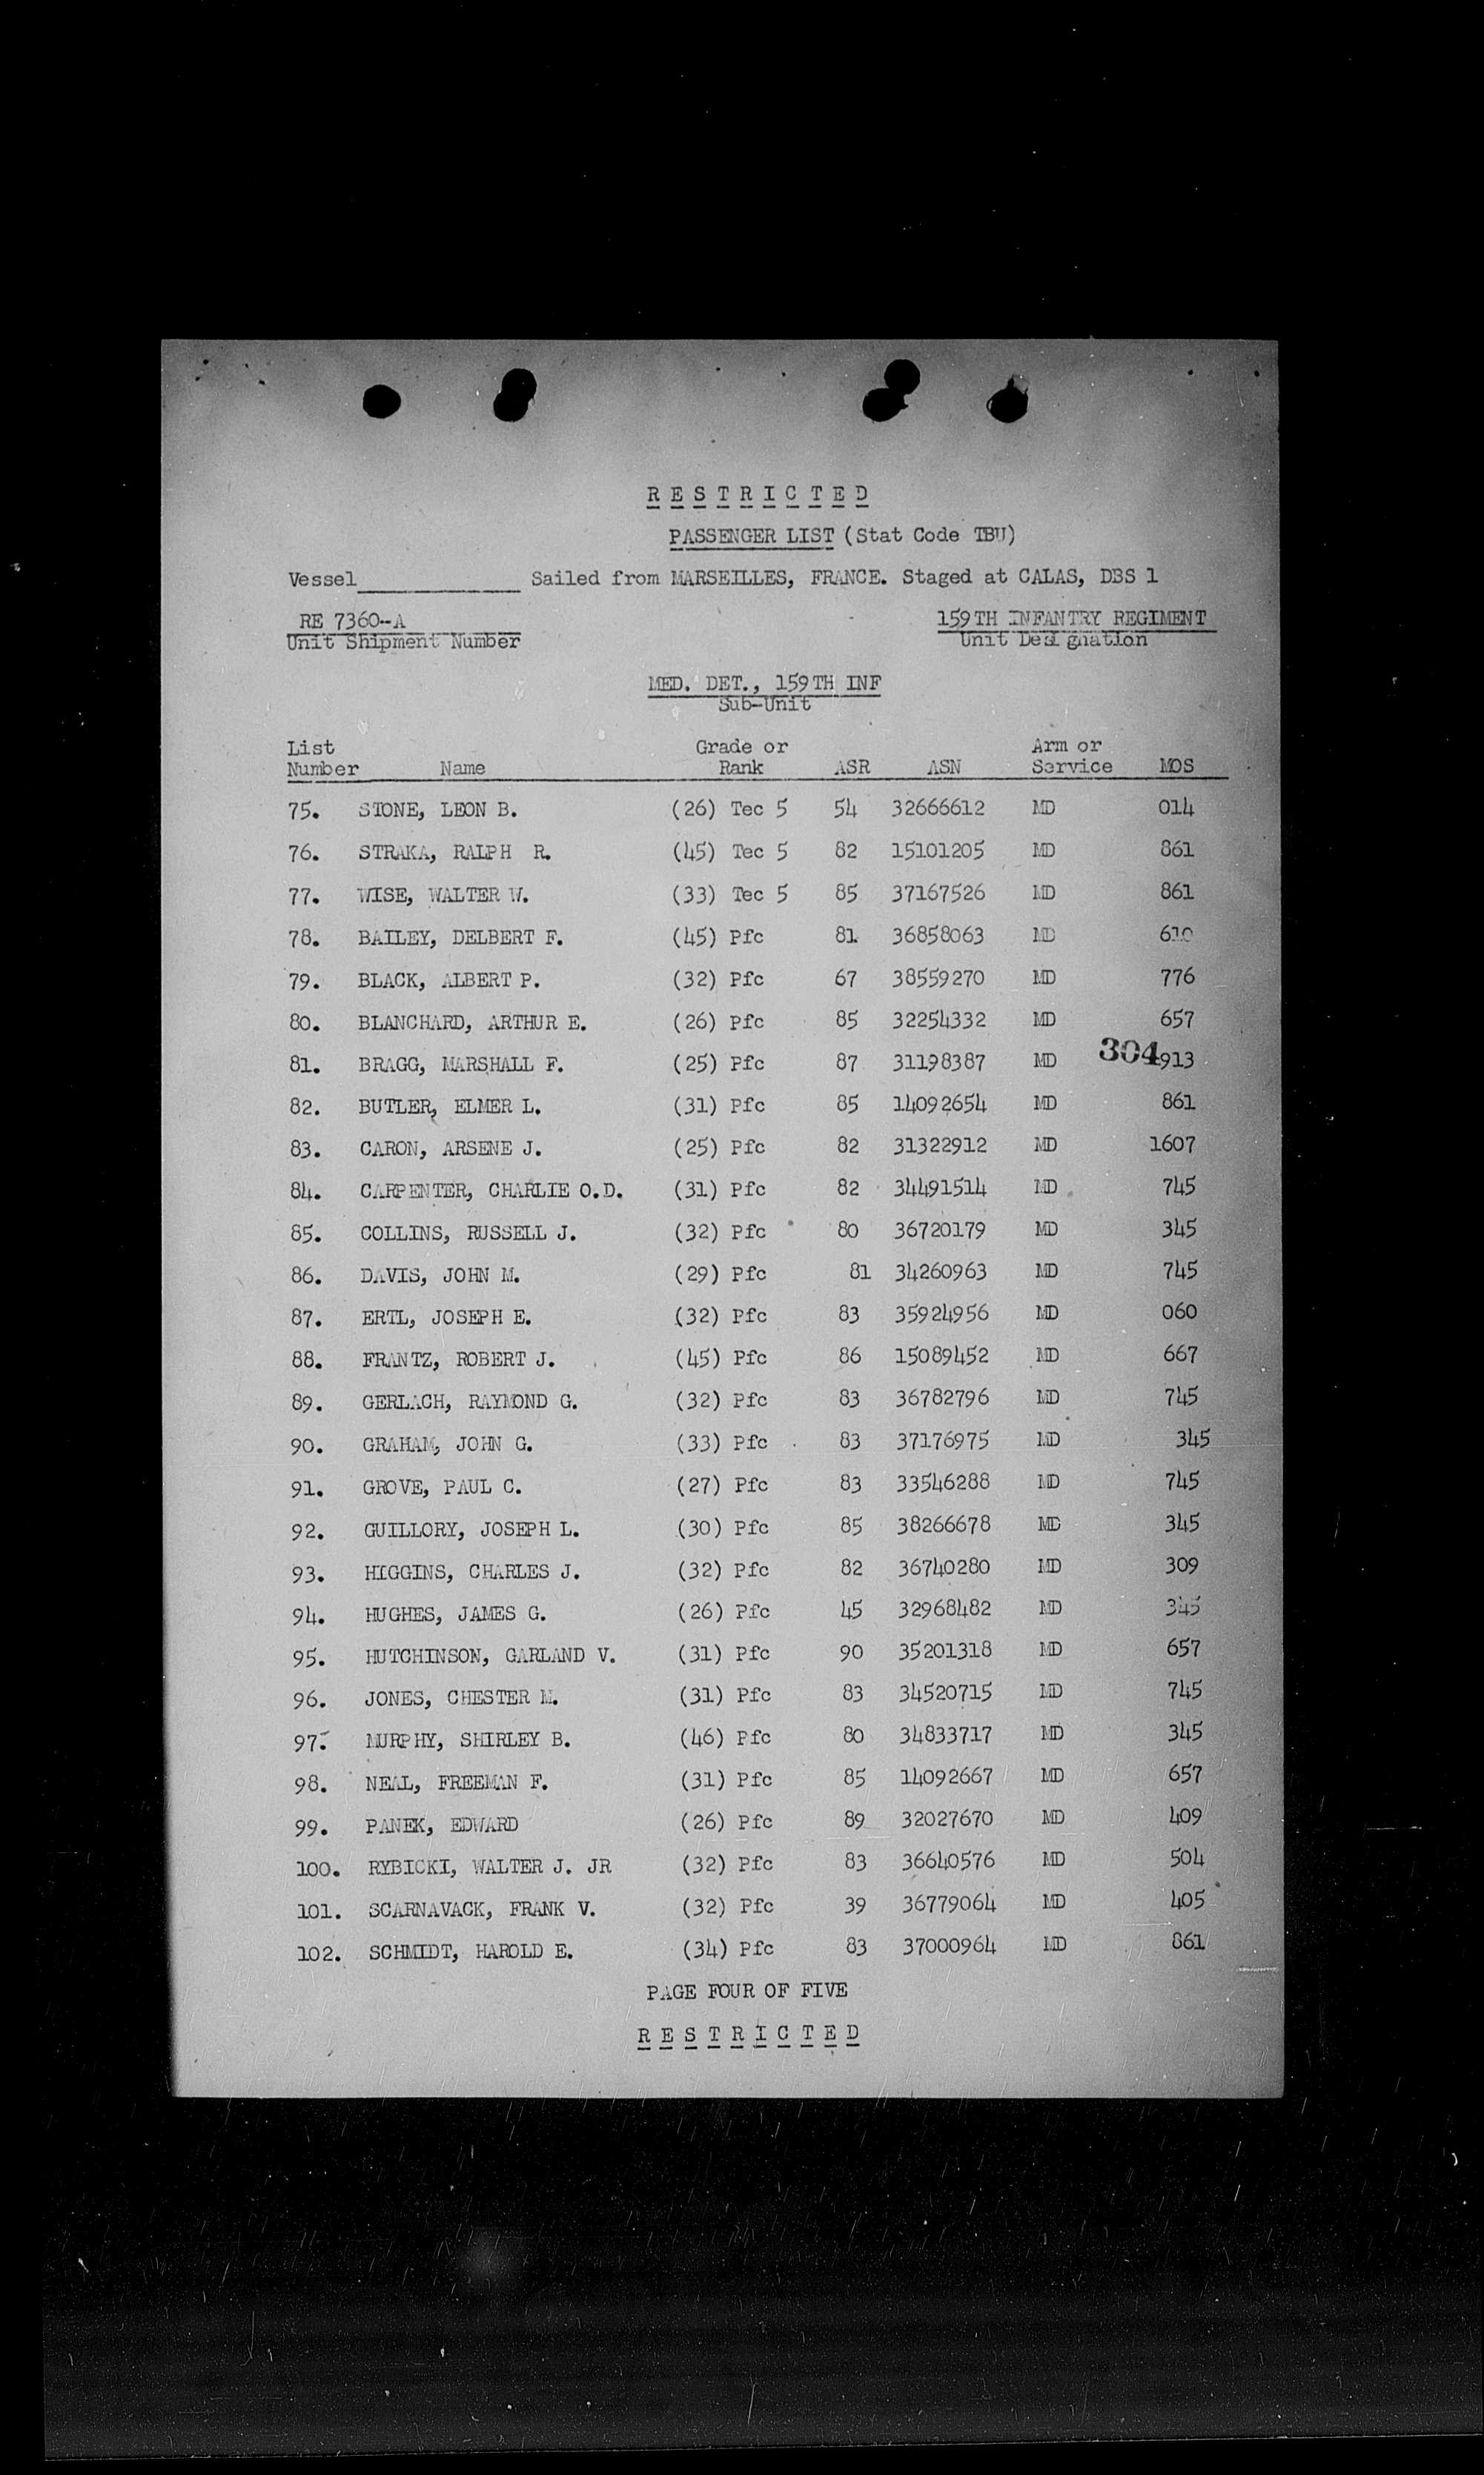 R E S T R I C T E D
PASSENGER LIST (Stat Code TBU)
Vessel____________ Sailed from MARSEILLES, FRANCE. Staged at CALAS, DBS 1
RE 7360--A 159TH INFANTRY REGIMENT
Unit Shipment Number Unit Designation
MED. DET., 159TH INF
Sub-Unit
List Grade or Arm or
Number Name Rank ASR ASN Service MOS
75. STONE, LEON B. (26) Tec 5 54 32666612 MD 014
76. STRAKA, RALPH R. (45) Tec 5 82 15101205 MD 861
77. WISE, WALTER W. (33) Tec 5 85 37167526 MD 861
78. BAILEY, DELBERT F. (45) Pfc 81 36858063 MD 610
79. BLACK, ALBERT P. (32) Pfc 67 38559270 MD 776
80. BLANCHARD, ARTHUR E. (26) Pfc 85 32254332 MD 657
304
81. BRAGG, MARSHALL F. (25) Pfc 87 31198387 MD 913
82. BUTLER, ELMER L. (31) Pfc 85 14092654 MD 861
83. CARON, ARSENE J. (25) Pfc 82 31322912 MD 1607
84. CARPENTER, CHARLIE O.D. (31) Pfc 82 34491514 MD 745
85. COLLINS, RUSSELL J. (32) Pfc 80 36720179 MD 345
86. DAVIS, JOHN M. (29) Pfc 81 34260963 MD 745
87. ERTL, JOSEPH E. (32) Pfc 83 35924956 MD 060
88. FRANTZ, ROBERT J. (45) Pfc 86 15089452 MD 667
89. GERLACH, RAYMOND G. (32) Pfc 83 36782796 MD 745
90. GRAHAM, JOHN G. (33) Pfc 83 37176975 MD 345
91. GROVE, PAUL C. (27) Pfc 83 33546288 MD 745
92. GUILLORY, JOSEPH L. (30) Pfc 85 38266678 MD 345
93. HIGGINS, CHARLES J. (32) Pfc 82 36740280 MD 309
94. HUGHES, JAMES G. (26) Pfc 45 32968482 MD 345
95. HUTCHINSON, GARLAND V. (31) Pfc 90 35201318 MD 657
96. JONES, CHESTER M. (31) Pfc 83 34520715 MD 745
97. MURPHY, SHIRLEY B. (46) Pfc 80 34833717 MD 345
98. NEAL, FREEMAN F. (31) Pfc 85 14092667 MD 657
99. PANEK, EDWARD (26) Pfc 89 32027670 MD 409
100. RYBICKI, WALTER J. JR (32) Pfc 83 36640576 MD 504
101. SCARNAVACK, FRANK V. (32) Pfc 39 36779064 MD 405
102. SCHMIDT, HAROLD E. (34) Pfc 83 37000964 MD 861
PAGE FOUR OF FIVE
R E S T R I C T E D